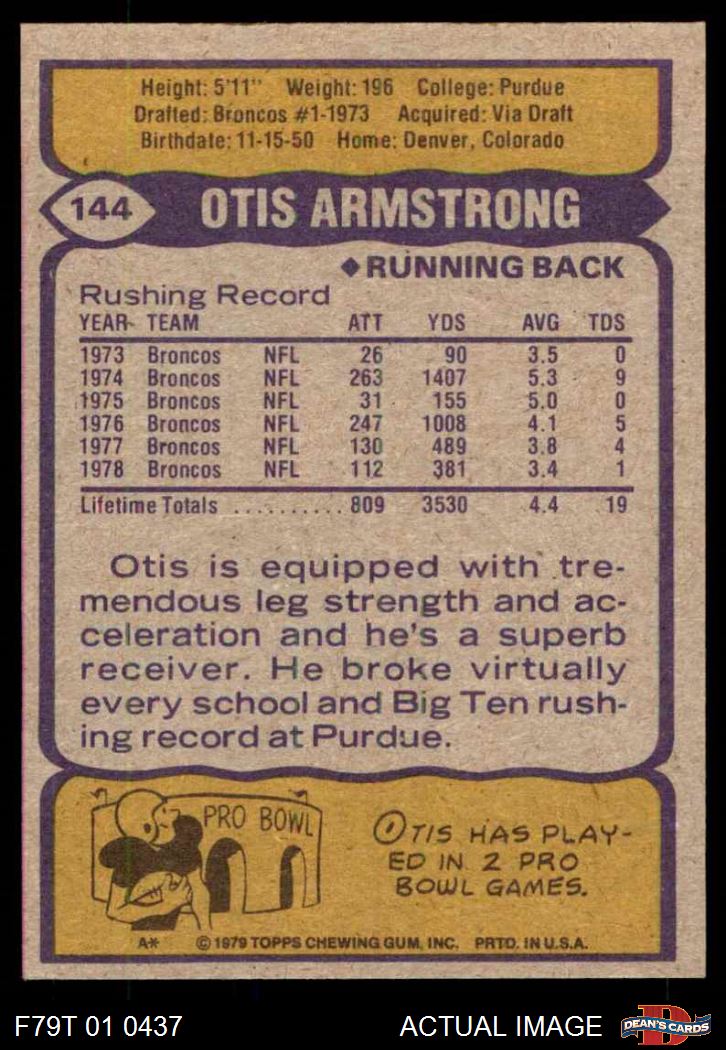 Height: 5'11" Weight: 196 College: Purdue
Drafted: Broncos #1-1973 Acquired: Via Draft
Birthdate: 11-15-50 Home: Denver, Colorado
144 OTIS ARMSTRONG
◆RUNNING BACK
Rushing Record
YEAR TEAM ATT YDS AVG TDS
1973 Broncos NFL 26 90 3.5 0
1974 Broncos NFL 263 1407 5.3 9
1975 Broncos NFL 31 155 5.0 0
1976 Broncos NFL 247 1008 4.1 5
1977 Broncos NFL 130 489 3.8 4
1978 Broncos NFL 112 381 3.4 1
Lifetime Totals .......... 809 3530 4.4 19
Otis is equipped with tre-
mendous leg strength and ac-
celeration and he's a superb
receiver. He broke virtually
every school and Big Ten rush-
ing record at Purdue.
PRO BOWL
OTIS HAS PLAY-
ED IN 2 PRO
BOWL GAMES.
A* © 1979 TOPPS CHEWING GUM, INC. PRTD. IN U.S.A.
F79T 01 0437 ACTUAL IMAGE D DEAN'S CARDS